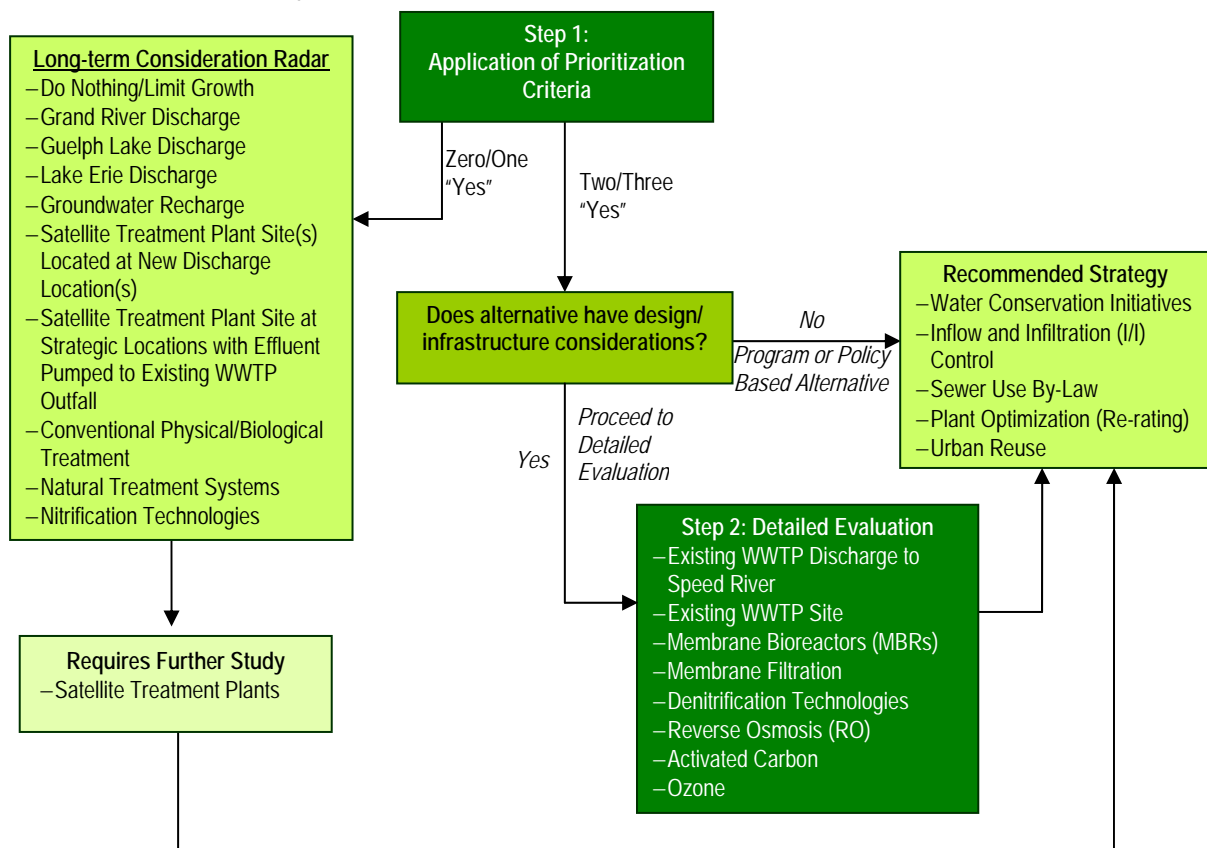 Step 1:
Application of Prioritization
Criteria
Long-term Consideration Radar
–Do Nothing/Limit Growth
–Grand River Discharge
–Guelph Lake Discharge
–Lake Erie Discharge
–Groundwater Recharge
–Satellite Treatment Plant Site(s)
Located at New Discharge
Location(s)
–Satellite Treatment Plant Site at
Strategic Locations with Effluent
Pumped to Existing WWTP
Outfall
–Conventional Physical/Biological
Treatment
–Natural Treatment Systems
–Nitrification Technologies
Zero/One
“Yes”
Two/Three
“Yes”
Does alternative have design/
infrastructure considerations?
No
Program or Policy
Based Alternative
Recommended Strategy
–Water Conservation Initiatives
–Inflow and Infiltration (I/I)
Control
–Sewer Use By-Law
–Plant Optimization (Re-rating)
–Urban Reuse
Yes
Proceed to
Detailed
Evaluation
Step 2: Detailed Evaluation
–Existing WWTP Discharge to
Speed River
–Existing WWTP Site
–Membrane Bioreactors (MBRs)
–Membrane Filtration
–Denitrification Technologies
–Reverse Osmosis (RO)
–Activated Carbon
–Ozone
Requires Further Study
–Satellite Treatment Plants